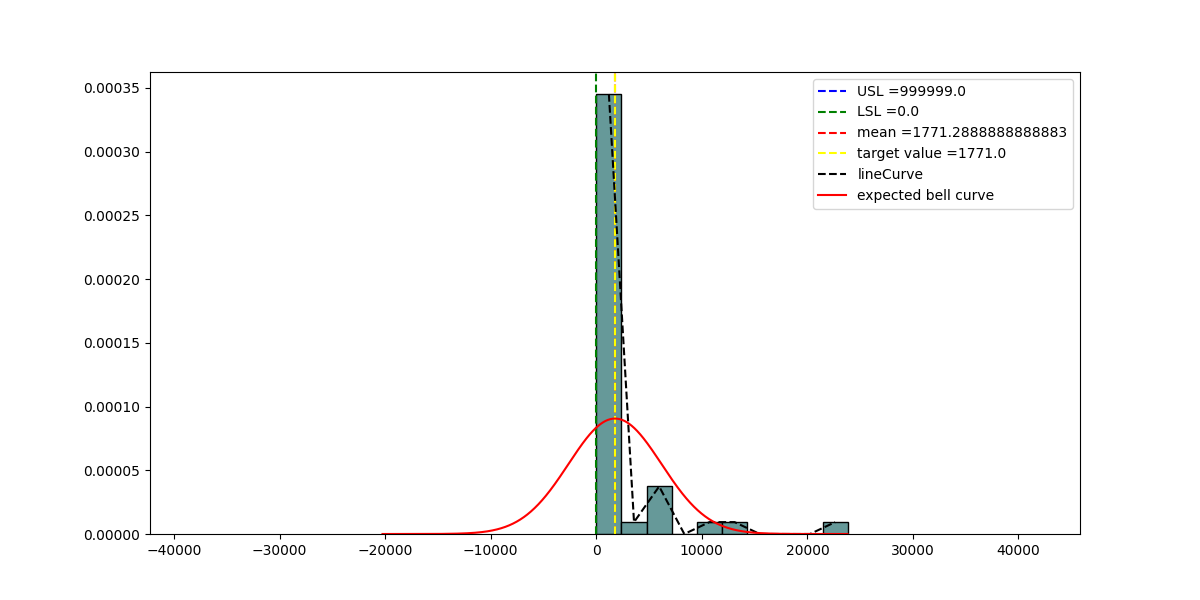 0.00035
0.00030
0.00025
0.00020
0.00015
0.00010
0.00005
0.00000
−40000 −30000 −20000 −10000 0 10000 20000 30000 40000
USL =999999.0
LSL =0.0
mean =1771.2888888888883
target value =1771.0
lineCurve
expected bell curve